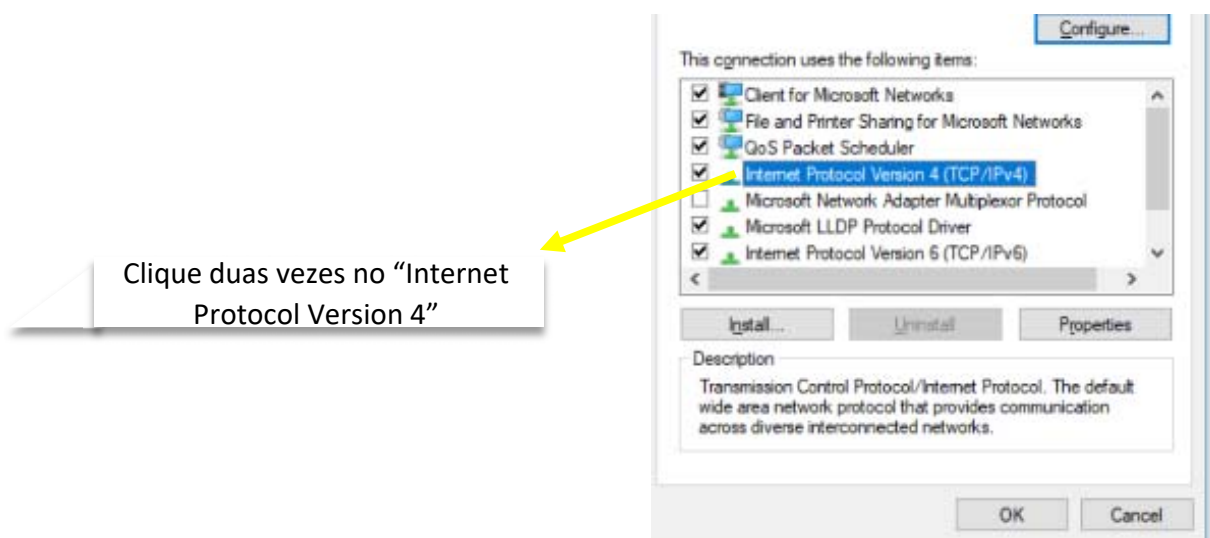 Configure...
This connection uses the following items:
Client for Microsoft Networks
File and Printer Sharing for Microsoft Networks
QoS Packet Scheduler
Internet Protocol Version 4 (TCP/IPv4)
Microsoft Network Adapter Multiplexor Protocol
Microsoft LLDP Protocol Driver
Internet Protocol Version 6 (TCP/IPv6)
Clique duas vezes no “Internet
Protocol Version 4”
Install...
Uninstall
Properties
Description
Transmission Control Protocol/Internet Protocol. The default
wide area network protocol that provides communication
across diverse interconnected networks.
OK
Cancel